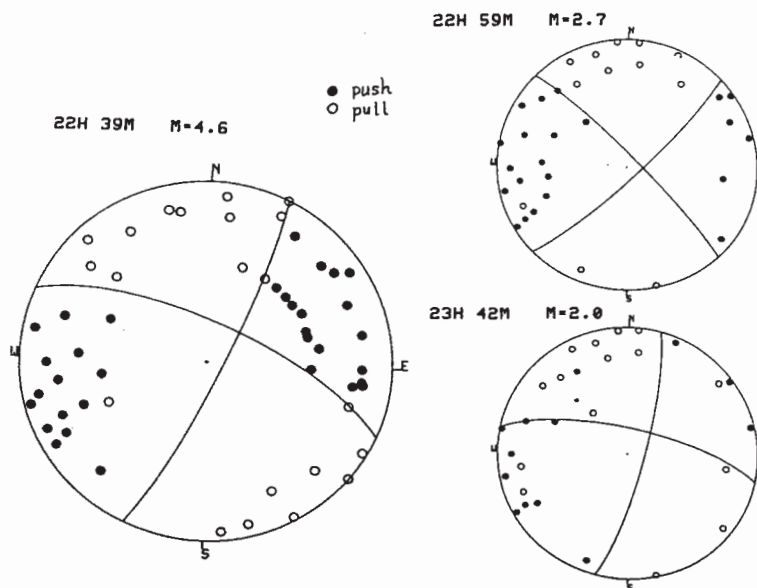 22H 39M M=4.6
● push
○ pull
N
W
E
S
22H 59M M=2.7
N
W
S
23H 42M M=2.0
N
W
S